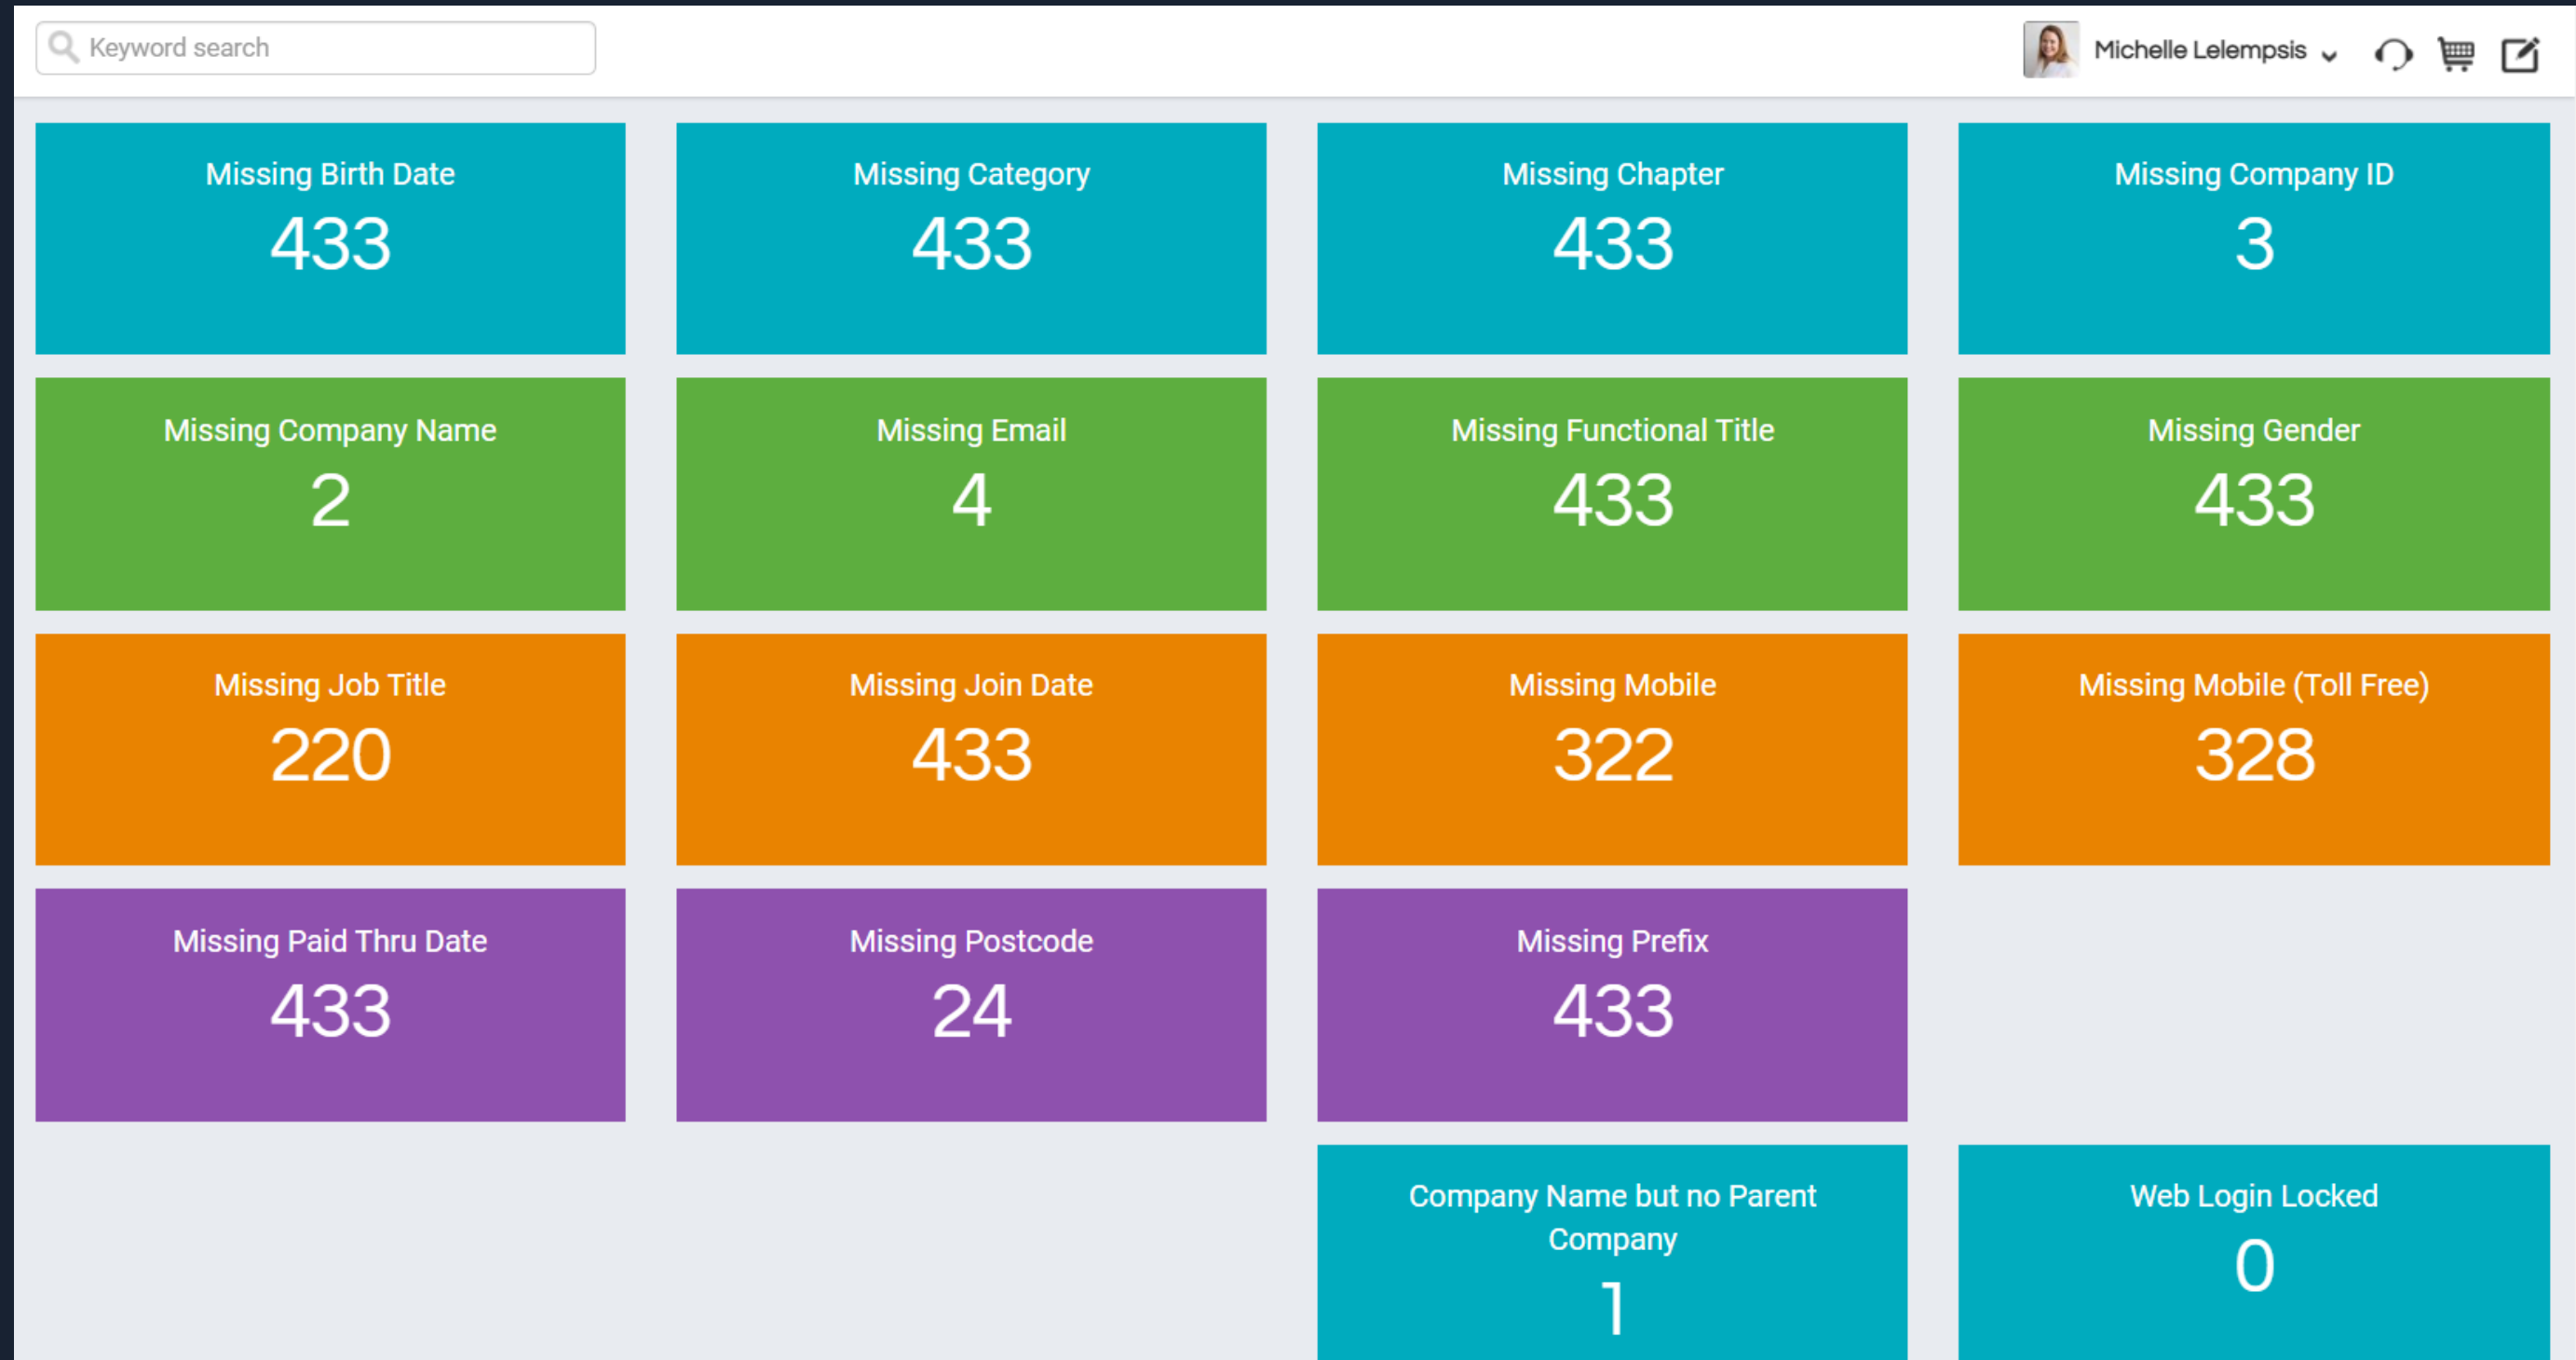 Keyword search
Michelle Lelempsis
Missing Birth Date
433
Missing Category
433
Missing Chapter
433
Missing Company ID
3
Missing Company Name
2
Missing Email
4
Missing Functional Title
433
Missing Gender
433
Missing Job Title
220
Missing Join Date
433
Missing Mobile
322
Missing Mobile (Toll Free)
328
Missing Paid Thru Date
433
Missing Postcode
24
Missing Prefix
433
Company Name but no Parent
Company
1
Web Login Locked
0